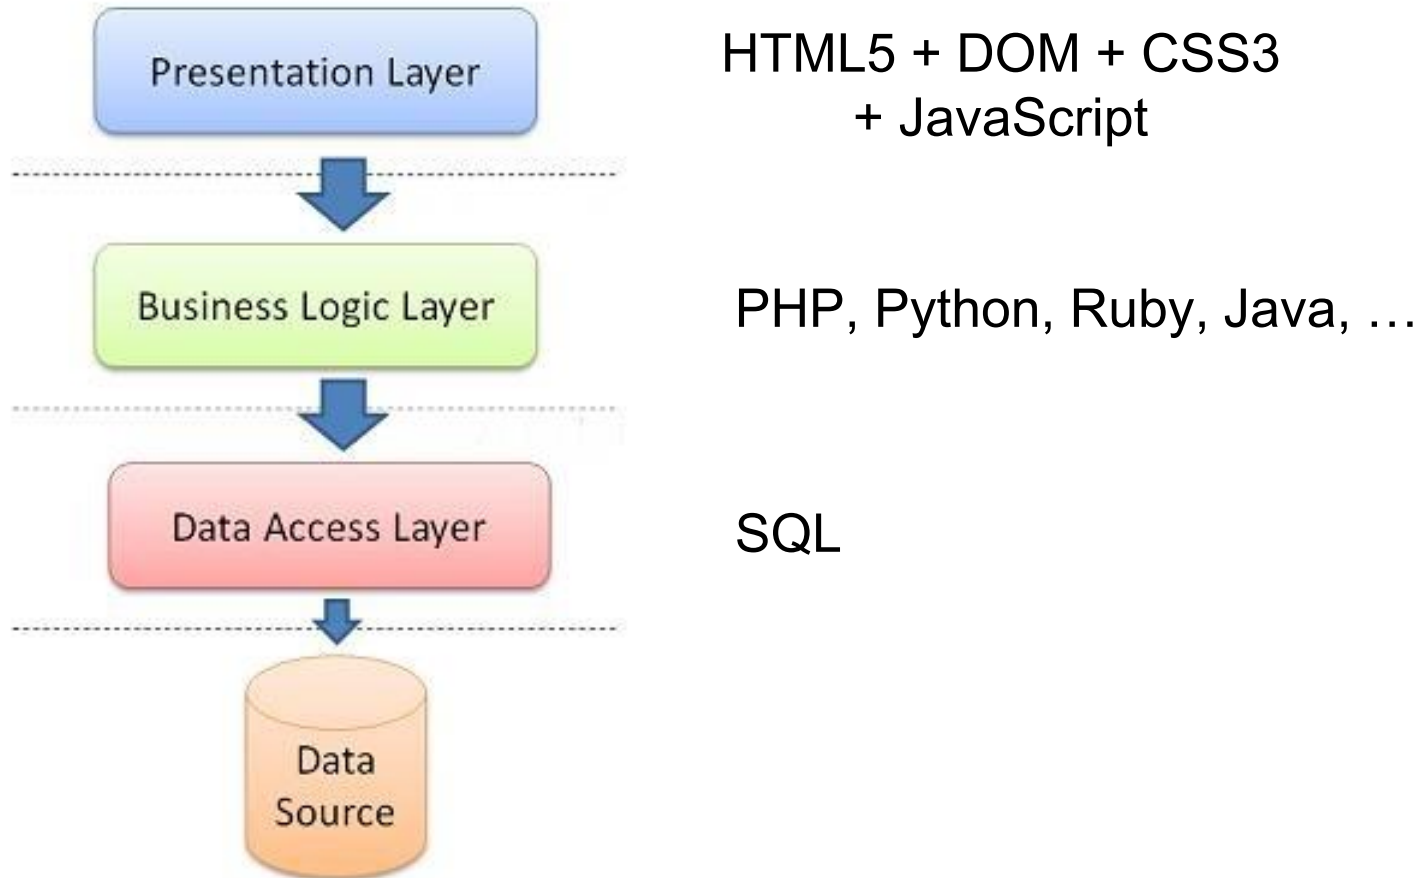 Presentation Layer
HTML5 + DOM + CSS3
+ JavaScript
Business Logic Layer
PHP, Python, Ruby, Java, …
Data Access Layer
SQL
Data
Source